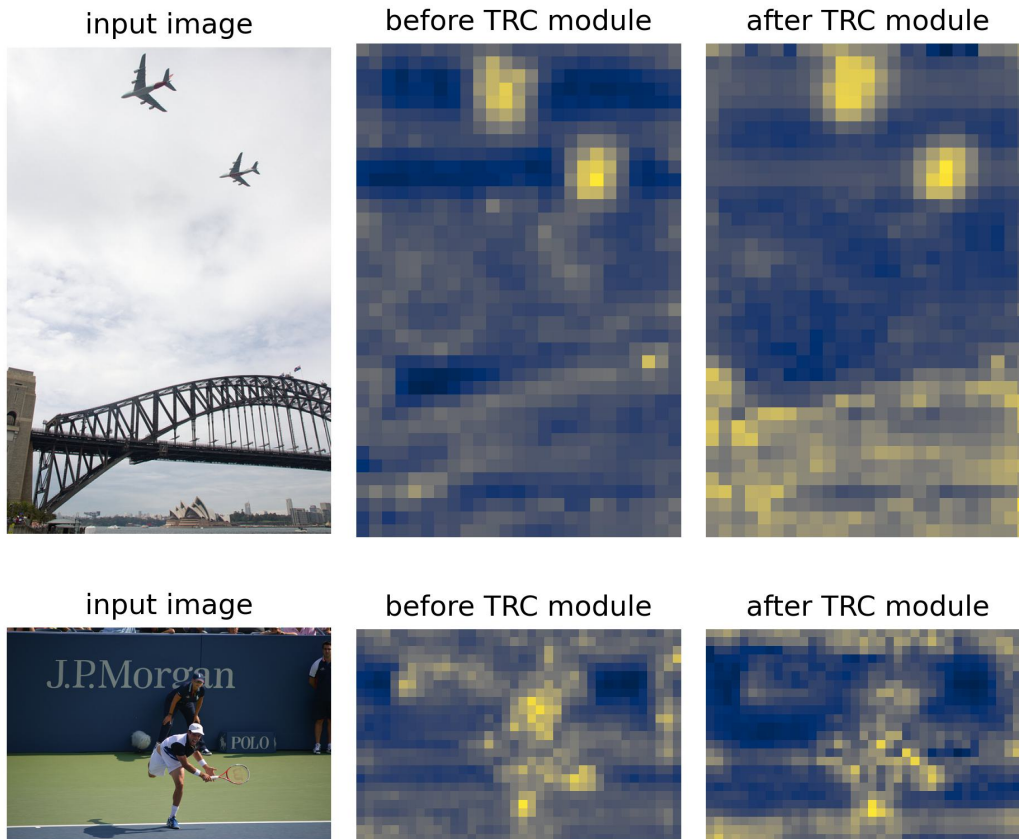 input image
before TRC module
after TRC module
input image
before TRC module
after TRC module
J.P.Morgan
POLO